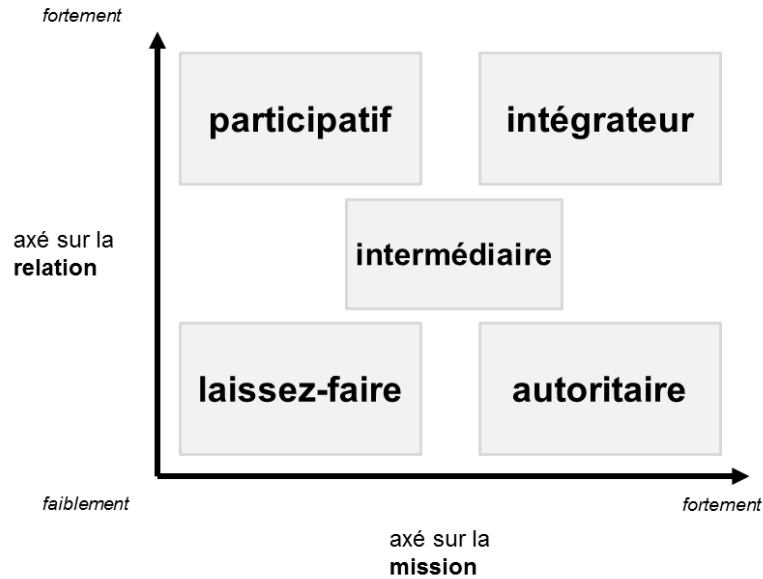 fortement
participatif
intégrateur
axé sur la
relation
intermédiaire
laissez-faire
autoritaire
faiblement
fortement
axé sur la
mission